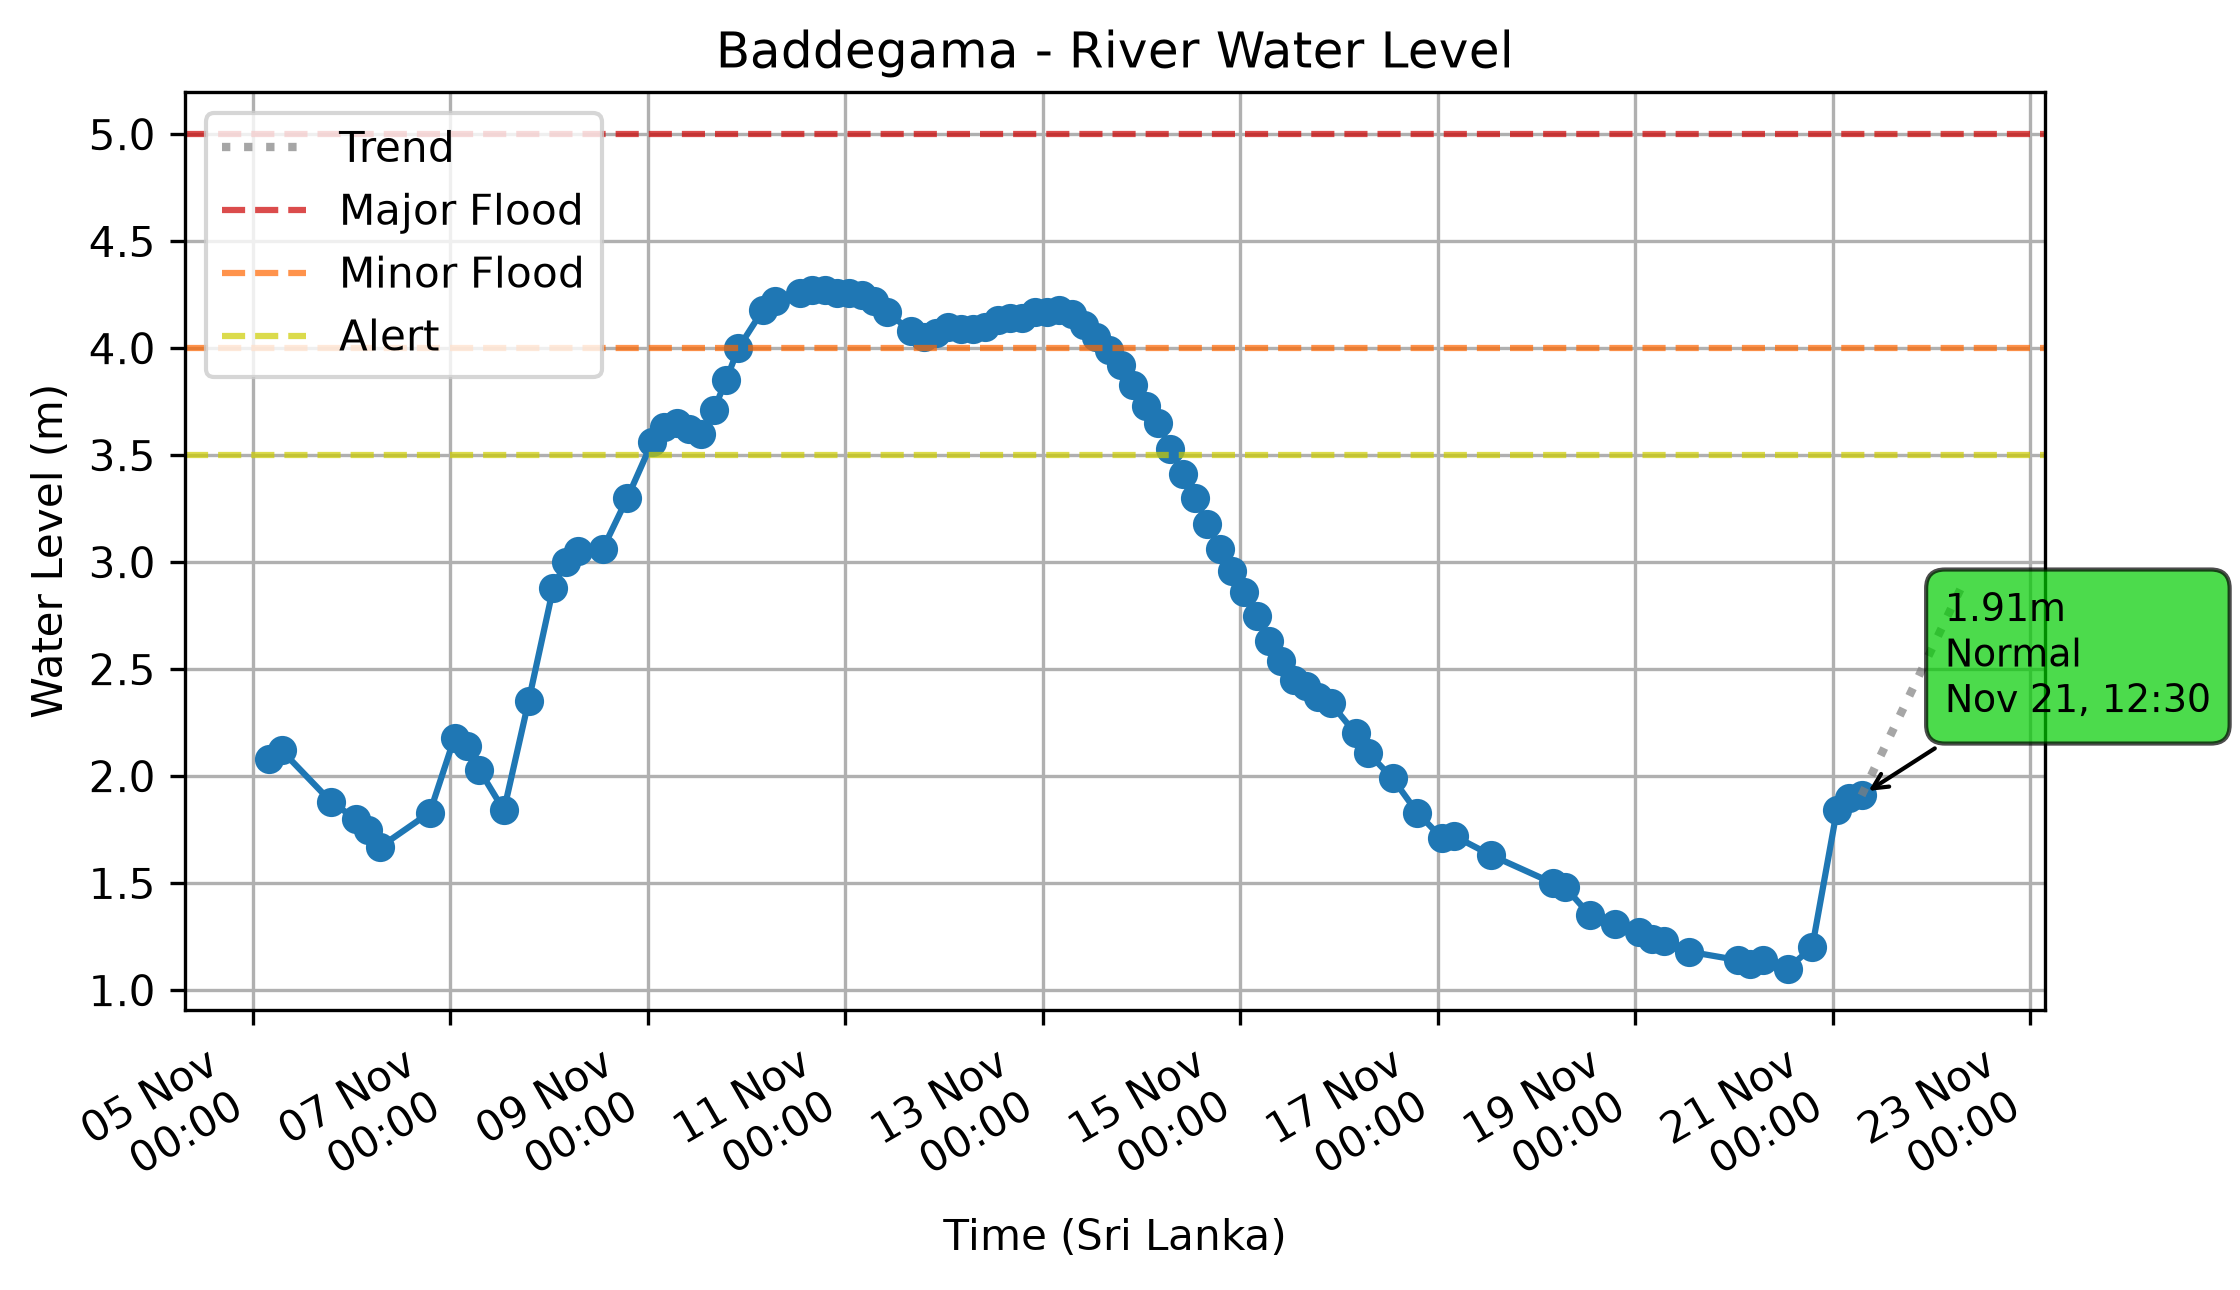 Baddegama - River Water Level
Trend
Major Flood
Minor Flood
Alert
5.0
4.5
4.0
3.5
3.0
2.5
2.0
1.5
1.0
Water Level (m)
1.91m
Normal
Nov 21, 12:30
05 Nov
00:00
07 Nov
00:00
09 Nov
00:00
11 Nov
00:00
13 Nov
00:00
15 Nov
00:00
17 Nov
00:00
19 Nov
00:00
21 Nov
00:00
23 Nov
00:00
Time (Sri Lanka)